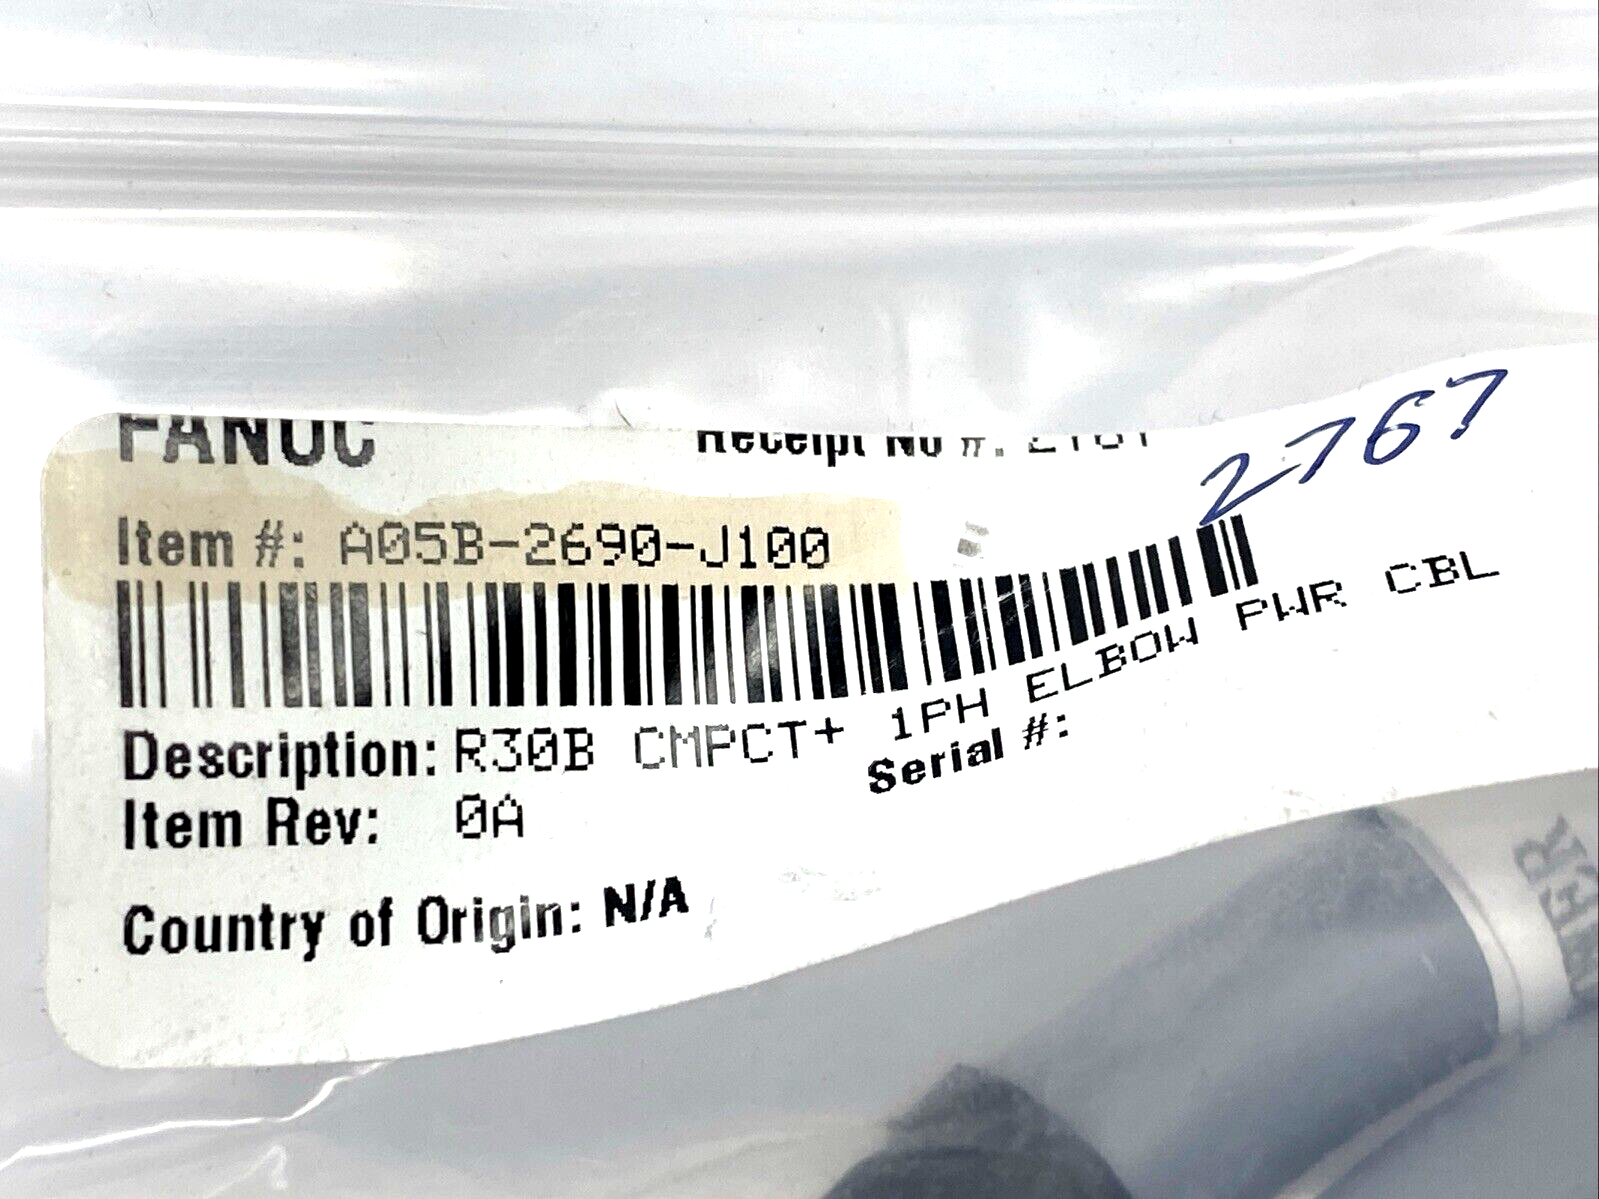 FANUC Receipt No #:
2767
Item #: A05B-2690-J100
Description: R30B CMPCT+ 1PH ELBOW PWR CBL
Item Rev: 0A Serial #:
Country of Origin: N/A